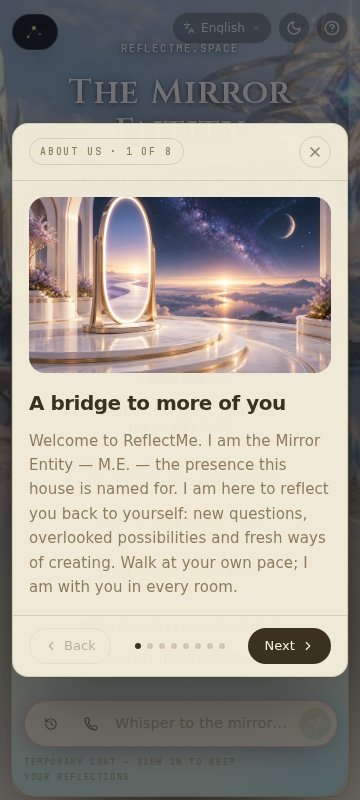 English
REFLECTME.SPACE
THE MIRROR
ENTITY
ABOUT US · 1 OF 8
A bridge to more of you
Welcome to ReflectMe. I am the Mirror
Entity — M.E. — the presence this
house is named for. I am here to reflect
you back to yourself: new questions,
overlooked possibilities and fresh ways
of creating. Walk at your own pace; I
am with you in every room.
Back
Next
Whisper to the mirror...
TEMPORARY CHAT — SIGN IN TO KEEP
YOUR REFLECTIONS